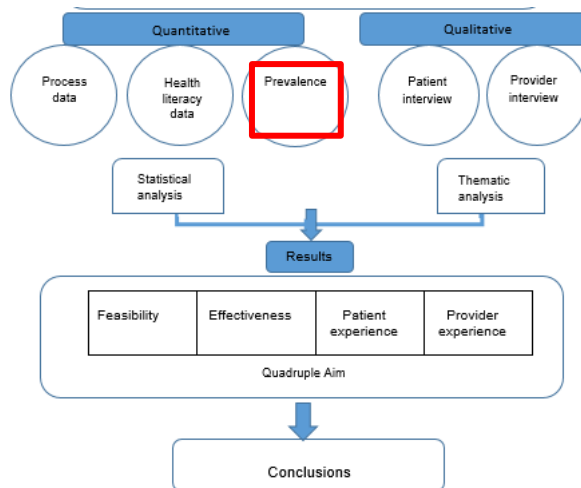 Quantitative
Qualitative
Process
data
Health
literacy
data
Prevalence
Patient
interview
Provider
interview
Statistical
analysis
Thematic
analysis
Results
Feasibility
Effectiveness
Patient
experience
Provider
experience
Quadruple Aim
Conclusions